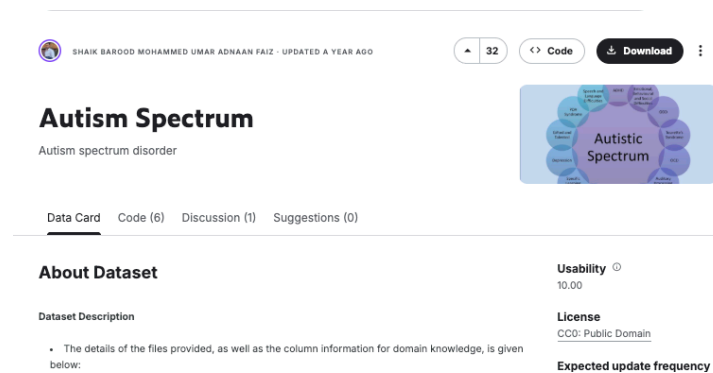 SHAIK BAROOD MOHAMMED UMAR ADNAAN FAIZ · UPDATED A YEAR AGO
32
<> Code
Download
Autism Spectrum
Autism spectrum disorder
Autistic
Spectrum
Data Card
Code (6)
Discussion (1)
Suggestions (0)
About Dataset
Usability
10.00
Dataset Description
License
CC0: Public Domain
• The details of the files provided, as well as the column information for domain knowledge, is given
below:
Expected update frequency